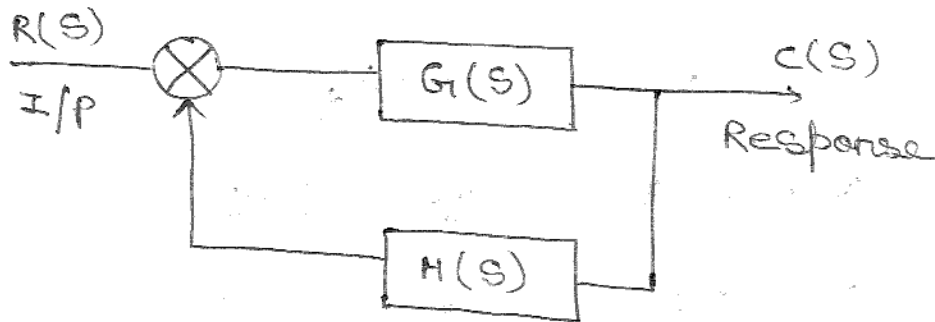 R(S)
I/P
G(S)
C(S)
Response
H(S)